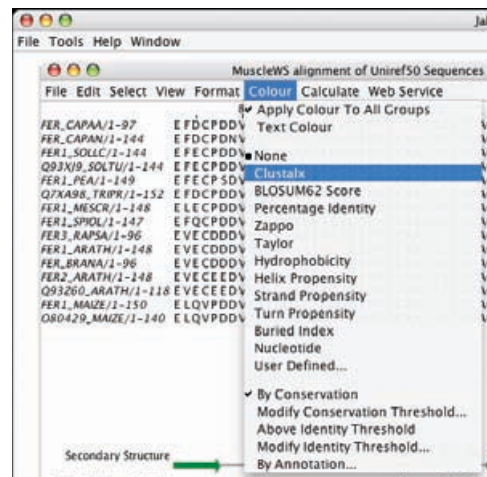 Ja
File Tools Help Window
MuscleWS alignment of Uniref50 Sequences
File Edit Select View Format Colour Calculate Web Service
Apply Colour To All Groups
FER_CAPAA/1-97 EFDCPDDV Text Colour
FER_CAPAN/1-144 EFDCPDNV
FER1_SOLLC/1-144 EFECPDDV None
Q93XJ9_SOLTU/1-144 EFECPDDV Clustalx
FER1_PEA/1-149 EFECPSDV BLOSUM62 Score
Q7XA98_TRIPR/1-152 EFDCPDDV
FER1_MESCR/1-148 ELECPDDV Percentage Identity
FER1_SPIOL/1-147 EFQCPDDV Zappo
FER3_RAPSA/1-96 EVECDDDV Taylor
FER1_ARATH/1-148 EVECDDDV Hydrophobicity
FER_BRANA/1-96 EVECDDDV
FER2_ARATH/1-148 EVECEEDV Helix Propensity
Q93Z60_ARATH/1-118 EVECEEDV Strand Propensity
FER1_MAIZE/1-150 ELQVPDDV Turn Propensity
O80429_MAIZE/1-140 ELQVPDDV Buried Index
Nucleotide
User Defined...
By Conservation
Modify Conservation Threshold...
Above Identity Threshold
Modify Identity Threshold...
Secondary Structure By Annotation...